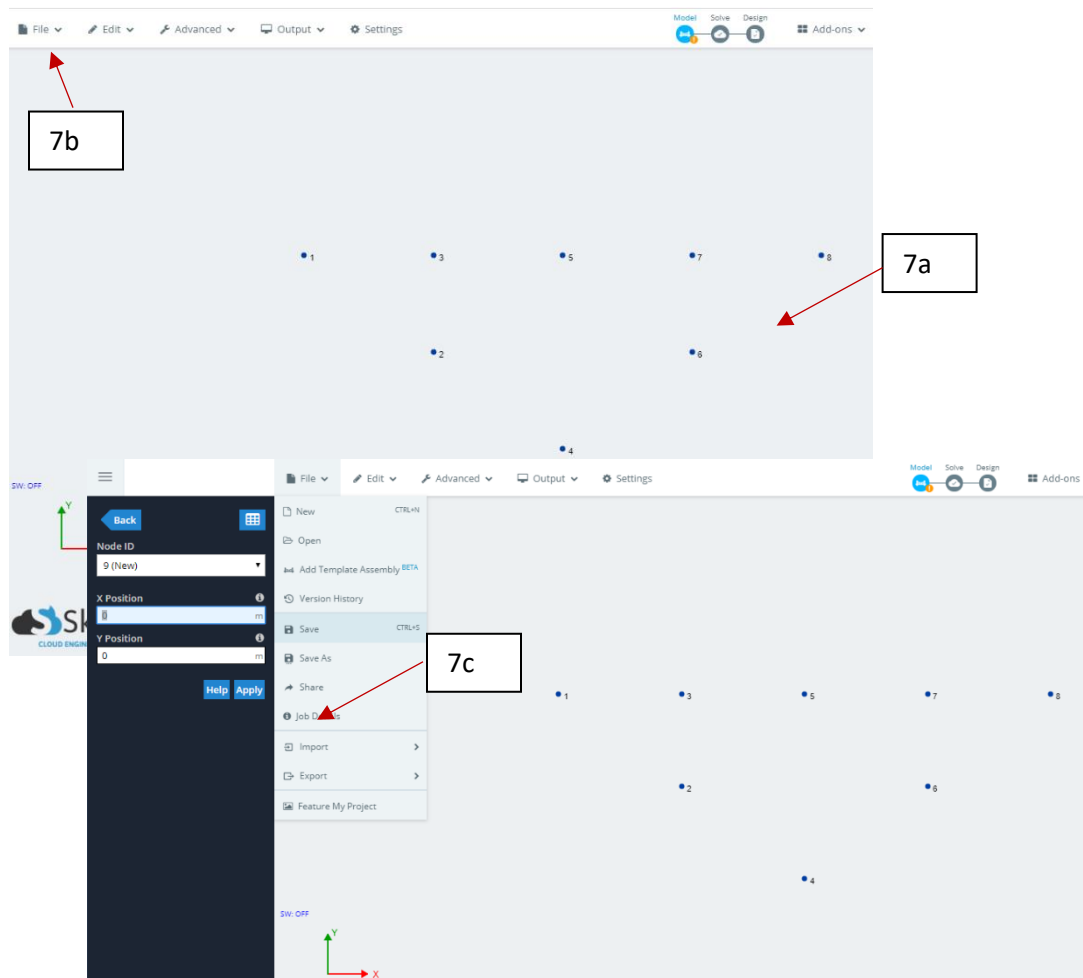 File Edit Advanced Output Settings Model Solve Design Add-ons
7b
1 3 5 7 8
7a
2 6
4
SW: OFF
Y
CLOUD
File Edit Advanced Output Settings Model Solve Design Add-ons
Back
Node ID
9 (New)
X Position
0 m
Y Position
0 m
Help Apply
New CTRL+N
Open
Add Template Assembly BETA
Version History
Save CTRL+S
Save As
Share
Job
Import
Export
Feature My Project
7c
1 3 5 7 8
2 6
4
SW: OFF
Y
X